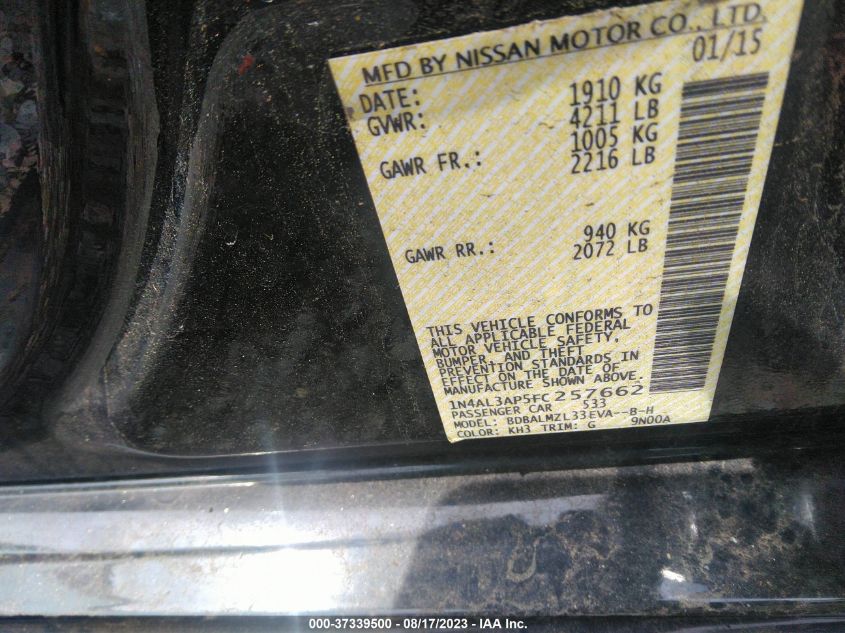 MFD BY NISSAN MOTOR CO., LTD.
DATE: 01/15
GVWR: 1910 KG
4211 LB
GAWR FR.: 1005 KG
2216 LB
GAWR RR.: 940 KG
2072 LB
THIS VEHICLE CONFORMS TO
ALL APPLICABLE FEDERAL
MOTOR VEHICLE SAFETY,
BUMPER, AND THEFT
PREVENTION STANDARDS IN
EFFECT ON THE DATE OF
MANUFACTURE SHOWN ABOVE.
1N4AL3AP5FC257662
PASSENGER CAR 533
MODEL: BDBALMZL33EVA--B-H
COLOR: KH3 TRIM: G 9N00A
000-37339500 - 08/17/2023 - IAA Inc.